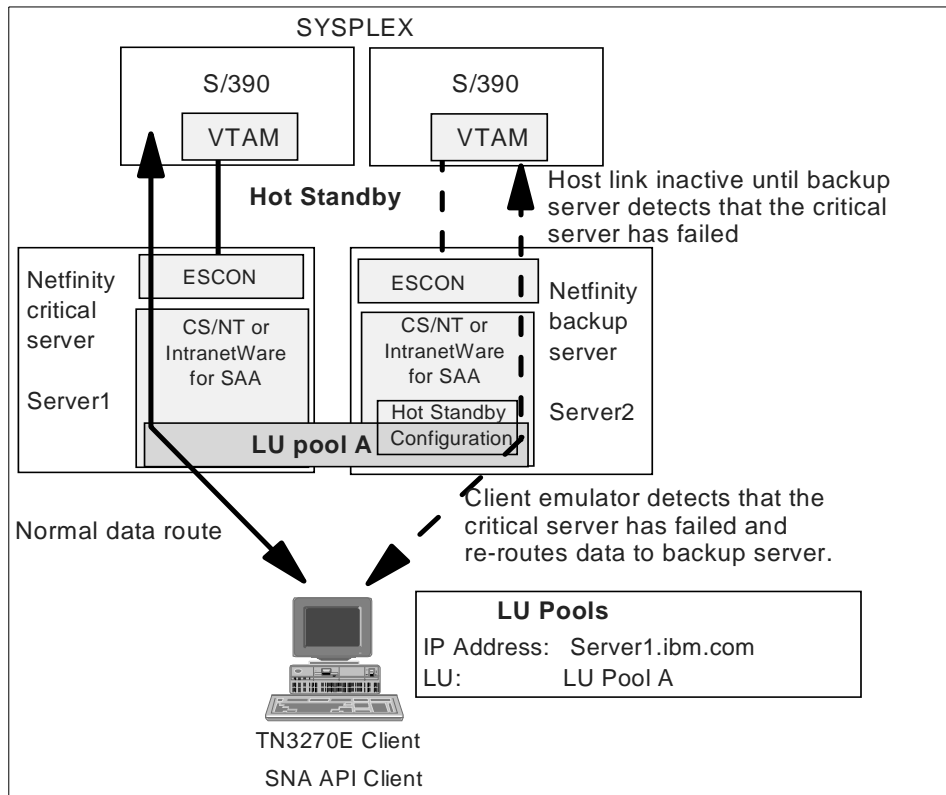 SYSPLEX
S/390
S/390
VTAM
VTAM
Hot Standby
Host link inactive until backup
server detects that the critical
server has failed
Netfinity
critical
server
Server1
ESCON
CS/NT or
IntranetWare
for SAA
ESCON
CS/NT or
IntranetWare
for SAA
Hot Standby
Configuration
Netfinity
backup
server
Server2
LU pool A
Normal data route
Client emulator detects that the
critical server has failed and
re-routes data to backup server.
LU Pools
IP Address: Server1.ibm.com
LU: LU Pool A
TN3270E Client
SNA API Client